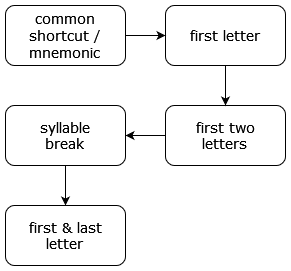 common
shortcut /
mnemonic
first letter
first two
letters
syllable
break
first & last
letter